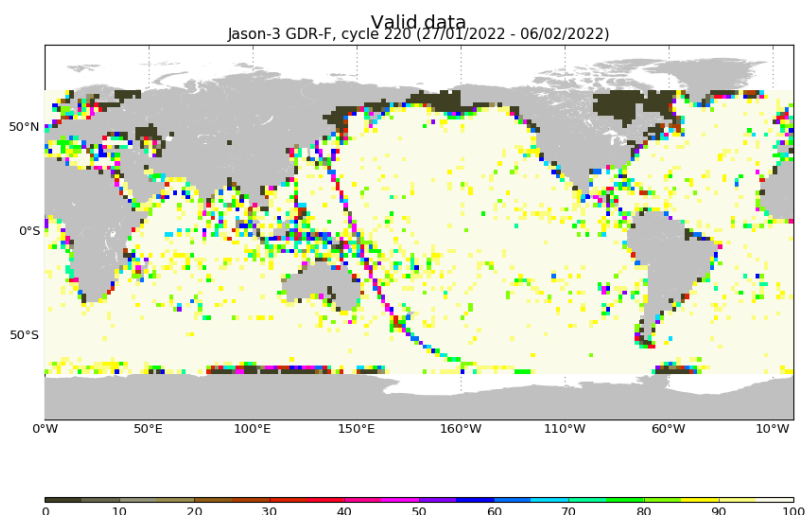 Valid data
Jason-3 GDR-F, cycle 220 (27/01/2022 - 06/02/2022)
50°N
0°S
50°S
0°W 50°E 100°E 150°E 160°W 110°W 60°W 10°W
0 10 20 30 40 50 60 70 80 90 100